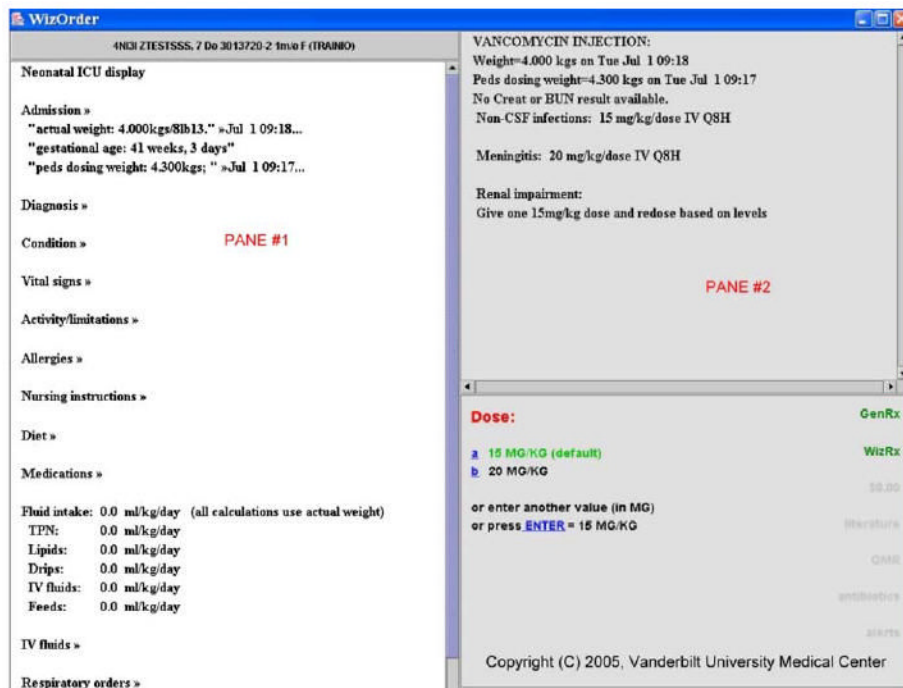 WizOrder
4NI3I ZTESTSSS, 7 Do 3013720-2 1m/o F (TRAINIO)
Neonatal ICU display
Admission »
"actual weight: 4.000kgs/8lb13." »Jul 1 09:18...
"gestational age: 41 weeks, 3 days"
"peds dosing weight: 4.300kgs; " »Jul 1 09:17...
Diagnosis »
Condition »
PANE #1
Vital signs »
Activity/limitations »
Allergies »
Nursing instructions »
Diet »
Medications »
Fluid intake: 0.0 ml/kg/day (all calculations use actual weight)
TPN: 0.0 ml/kg/day
Lipids: 0.0 ml/kg/day
Drips: 0.0 ml/kg/day
IV fluids: 0.0 ml/kg/day
Feeds: 0.0 ml/kg/day
IV fluids »
Respiratory orders »
VANCOMYCIN INJECTION:
Weight=4.000 kgs on Tue Jul 1 09:18
Peds dosing weight=4.300 kgs on Tue Jul 1 09:17
No Creat or BUN result available.
Non-CSF infections: 15 mg/kg/dose IV Q8H
Meningitis: 20 mg/kg/dose IV Q8H
Renal impairment:
Give one 15mg/kg dose and redose based on levels
PANE #2
Dose:
a 15 MG/KG (default)
b 20 MG/KG
or enter another value (in MG)
or press ENTER = 15 MG/KG
GenRx
WizRx
$0.00
literature
QMR
antibiotics
alerts
Copyright (C) 2005, Vanderbilt University Medical Center